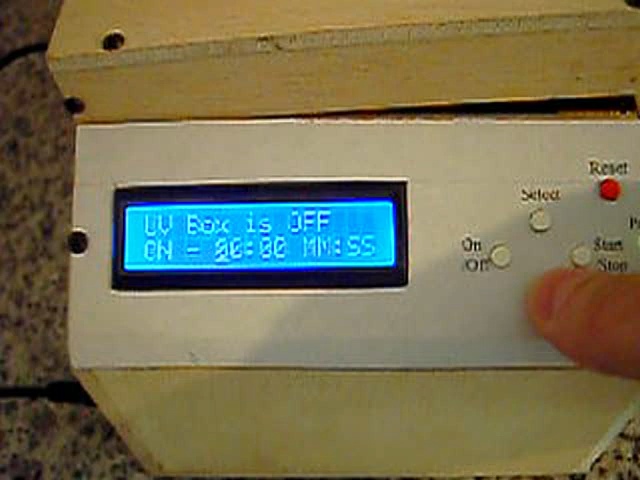 UV Box is OFF
ON - 00:00 MM:SS
Reset
Select
On
/Off
Start
/Stop